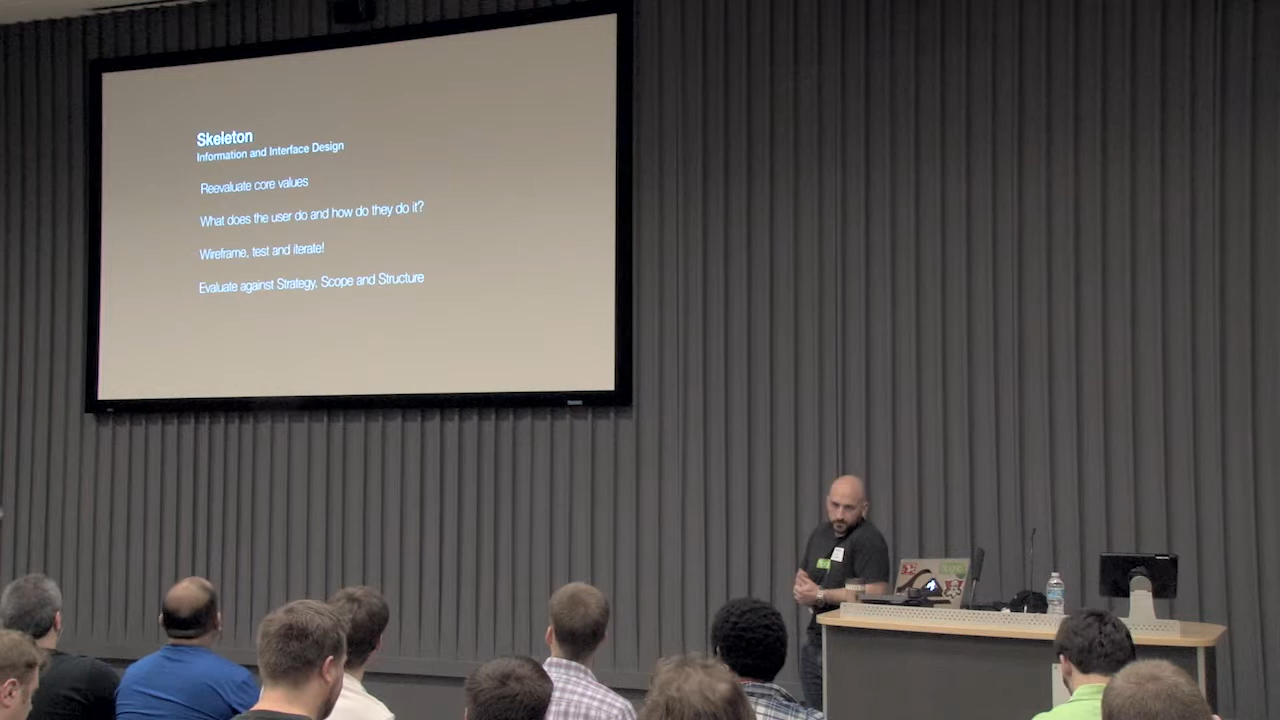 Skeleton
Information and Interface Design
Reevaluate core values
What does the user do and how do they do it?
Wireframe, test and iterate!
Evaluate against Strategy, Scope and Structure